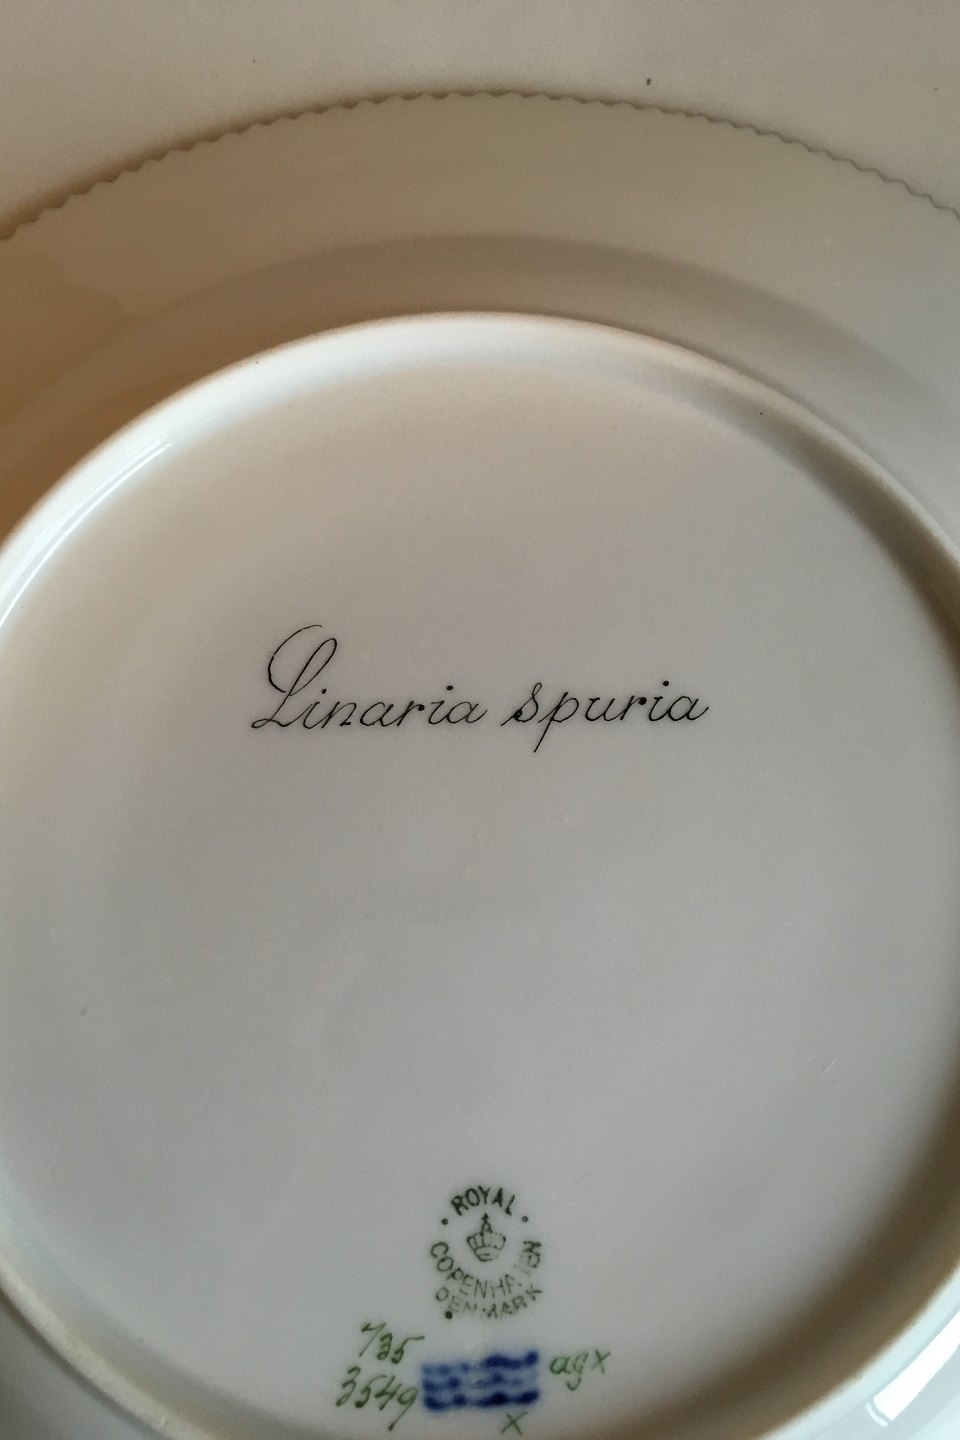 Linaria spuria
ROYAL
COPENHAGEN
DENMARK
735
3549
agx
x